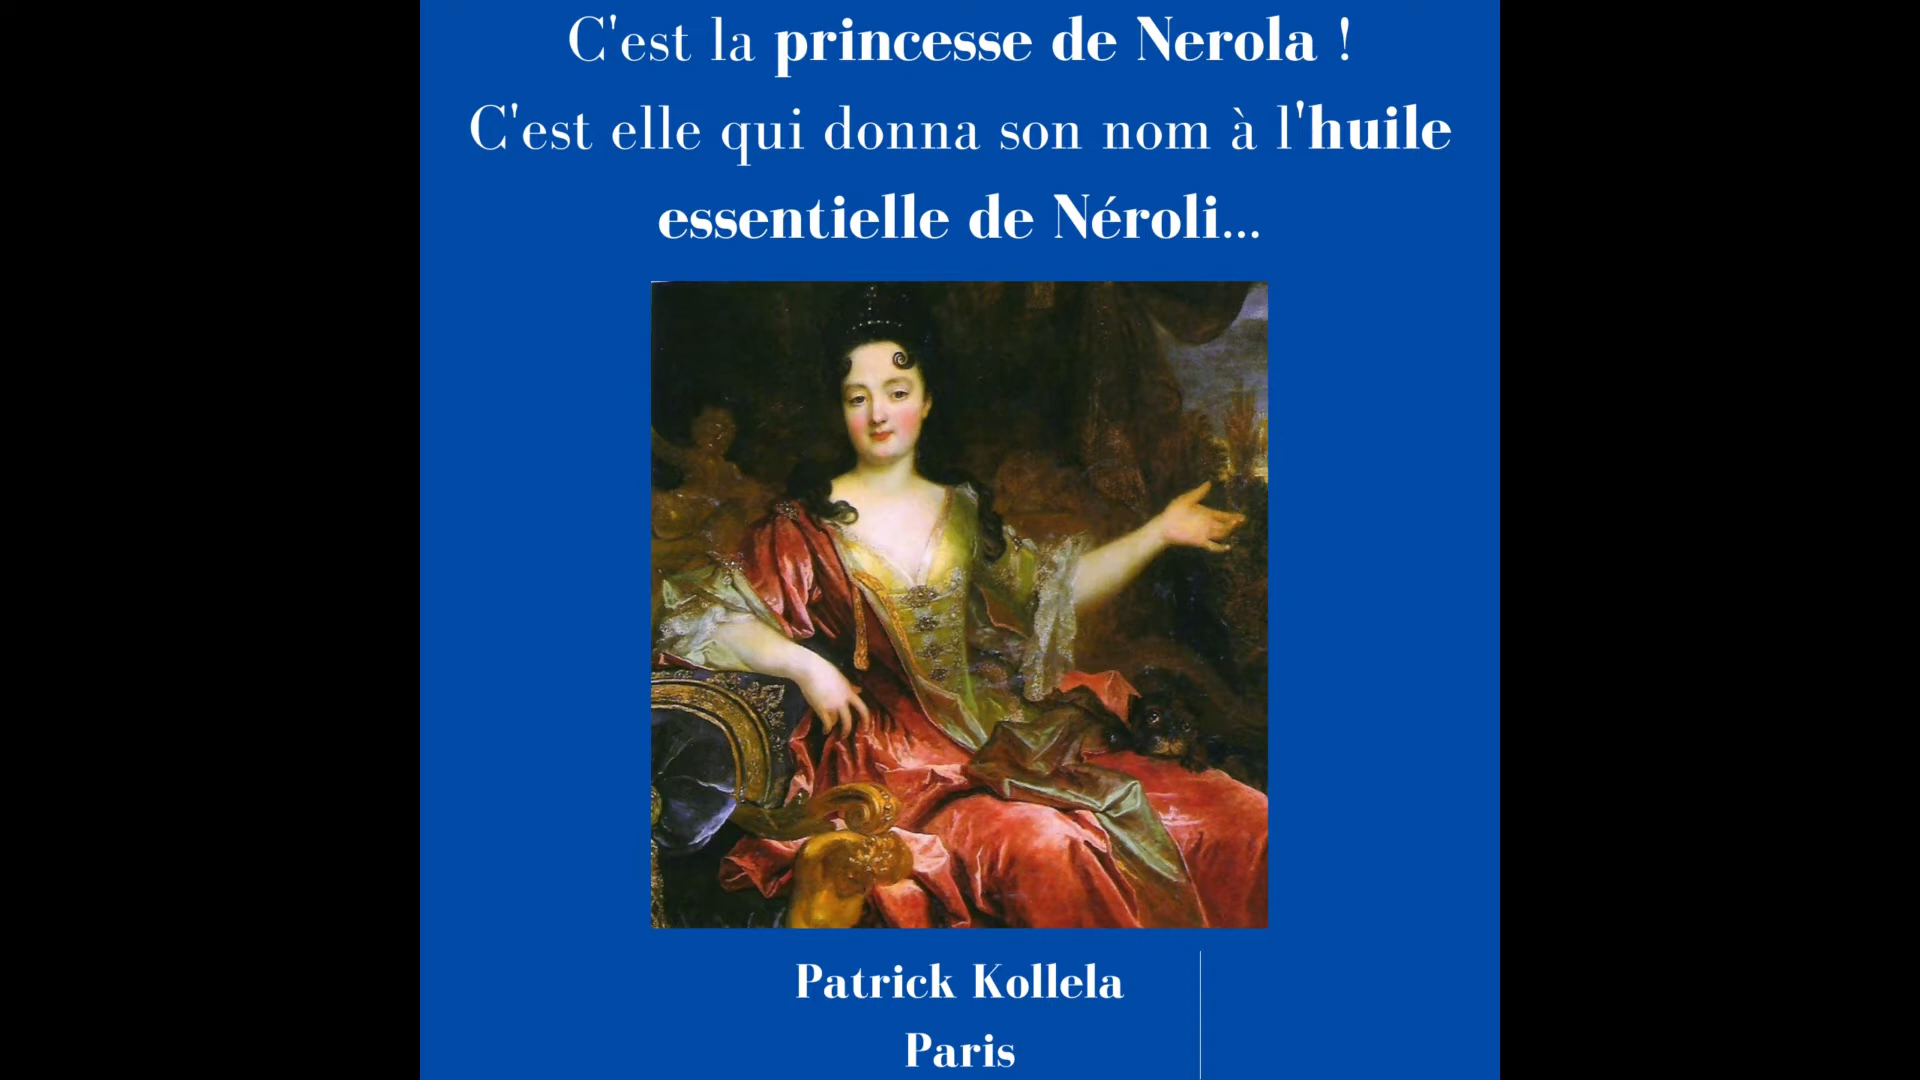 C'est la princesse de Nerola !
C'est elle qui donna son nom à l'huile
essentielle de Néroli...
Patrick Kollela
Paris